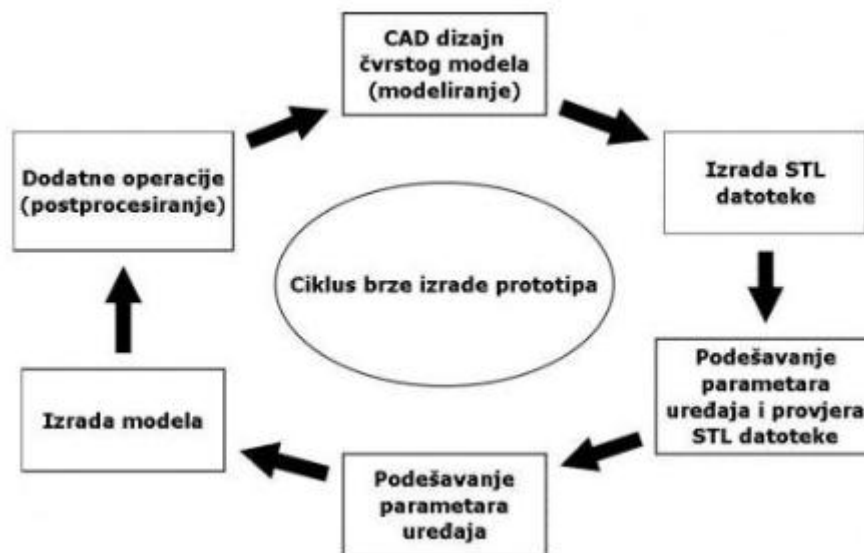 CAD dizajn
čvrstog modela
(modeliranje)
Izrada STL
datoteke
Podešavanje
parametara
uređaja i provjera
STL datoteke
Podešavanje
parametara
uređaja
Izrada modela
Dodatne operacije
(postprocesiranje)
Ciklus brze izrade prototipa